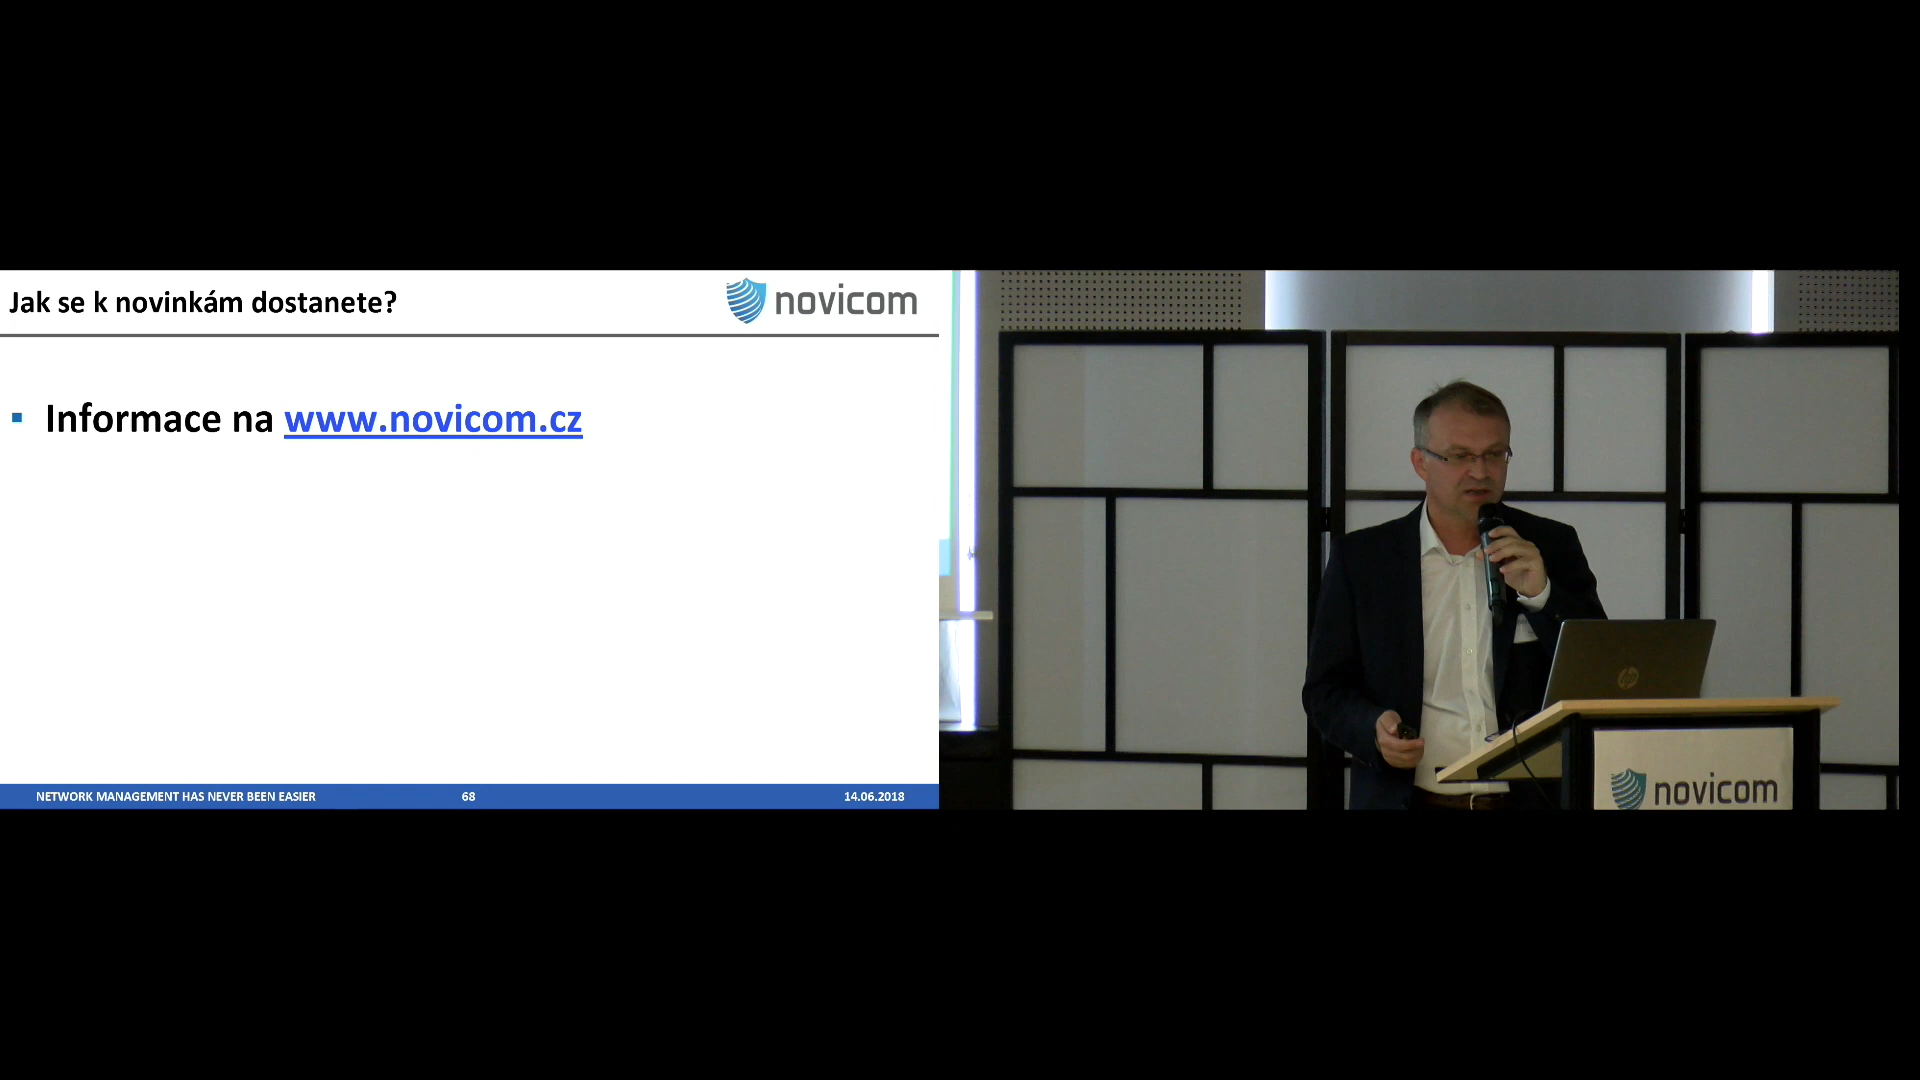 Jak se k novinkám dostanete?
novicom
▪ Informace na www.novicom.cz
NETWORK MANAGEMENT HAS NEVER BEEN EASIER
68
14.06.2018
hp
novicom